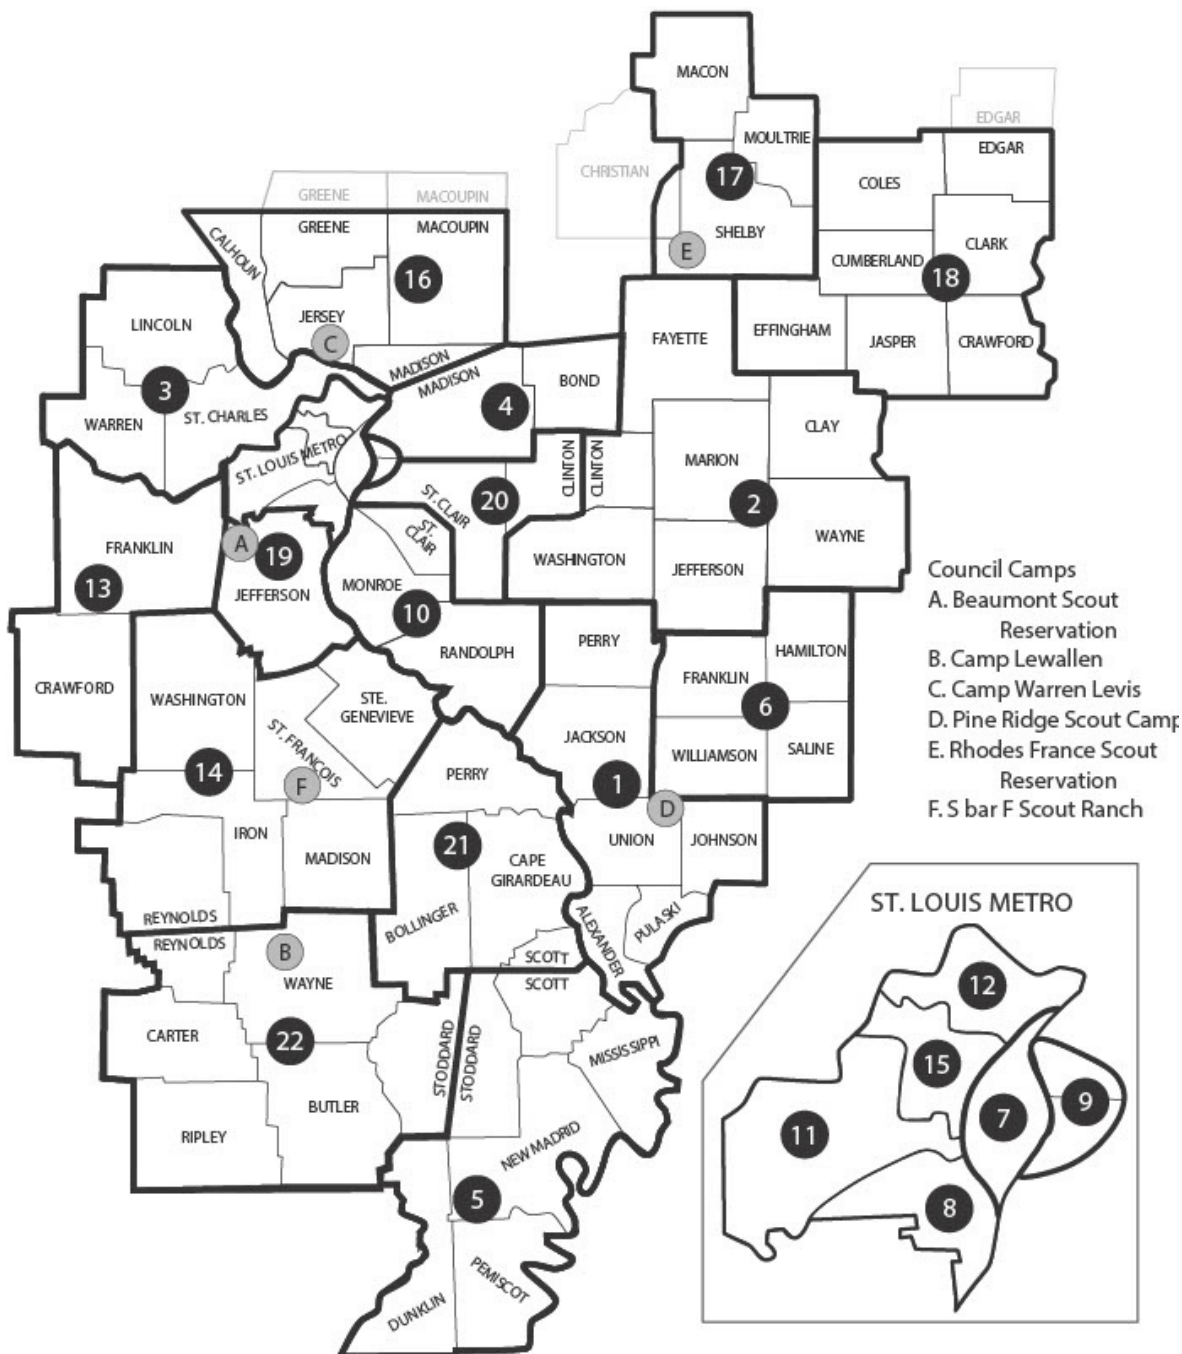 MACON
MOULTRIE
EDGAR
EDGAR
CHRISTIAN
17
COLES
SHELBY
E
CLARK
CUMBERLAND
18
GREENE
MACOUPIN
GREENE
MACOUPIN
CALHOUN
16
JERSEY
C
LINCOLN
FAYETTE
EFFINGHAM
JASPER
CRAWFORD
MADISON
MADISON
BOND
3
4
WARREN
ST. CHARLES
CLAY
ST. LOUIS METRO
MARION
CLINTON
CLINTON
ST. CLAIR
20
2
ST. CLAIR
WAYNE
FRANKLIN
A
19
WASHINGTON
JEFFERSON
13
JEFFERSON
MONROE
10
RANDOLPH
PERRY
HAMILTON
FRANKLIN
CRAWFORD
WASHINGTON
STE.
GENEVIEVE
6
ST. FRANCOIS
JACKSON
WILLIAMSON
SALINE
14
F
PERRY
1
D
IRON
MADISON
21
CAPE
GIRARDEAU
UNION
JOHNSON
REYNOLDS
REYNOLDS
BOLLINGER
ALEXANDER
PULASKI
B
WAYNE
SCOTT
SCOTT
CARTER
22
STODDARD
STODDARD
MISSISSIPPI
BUTLER
RIPLEY
NEW MADRID
5
PEMISCOT
DUNKLIN
Council Camps
A. Beaumont Scout
Reservation
B. Camp Lewallen
C. Camp Warren Levis
D. Pine Ridge Scout Camp
E. Rhodes France Scout
Reservation
F. S bar F Scout Ranch
ST. LOUIS METRO
12
15
9
7
11
8